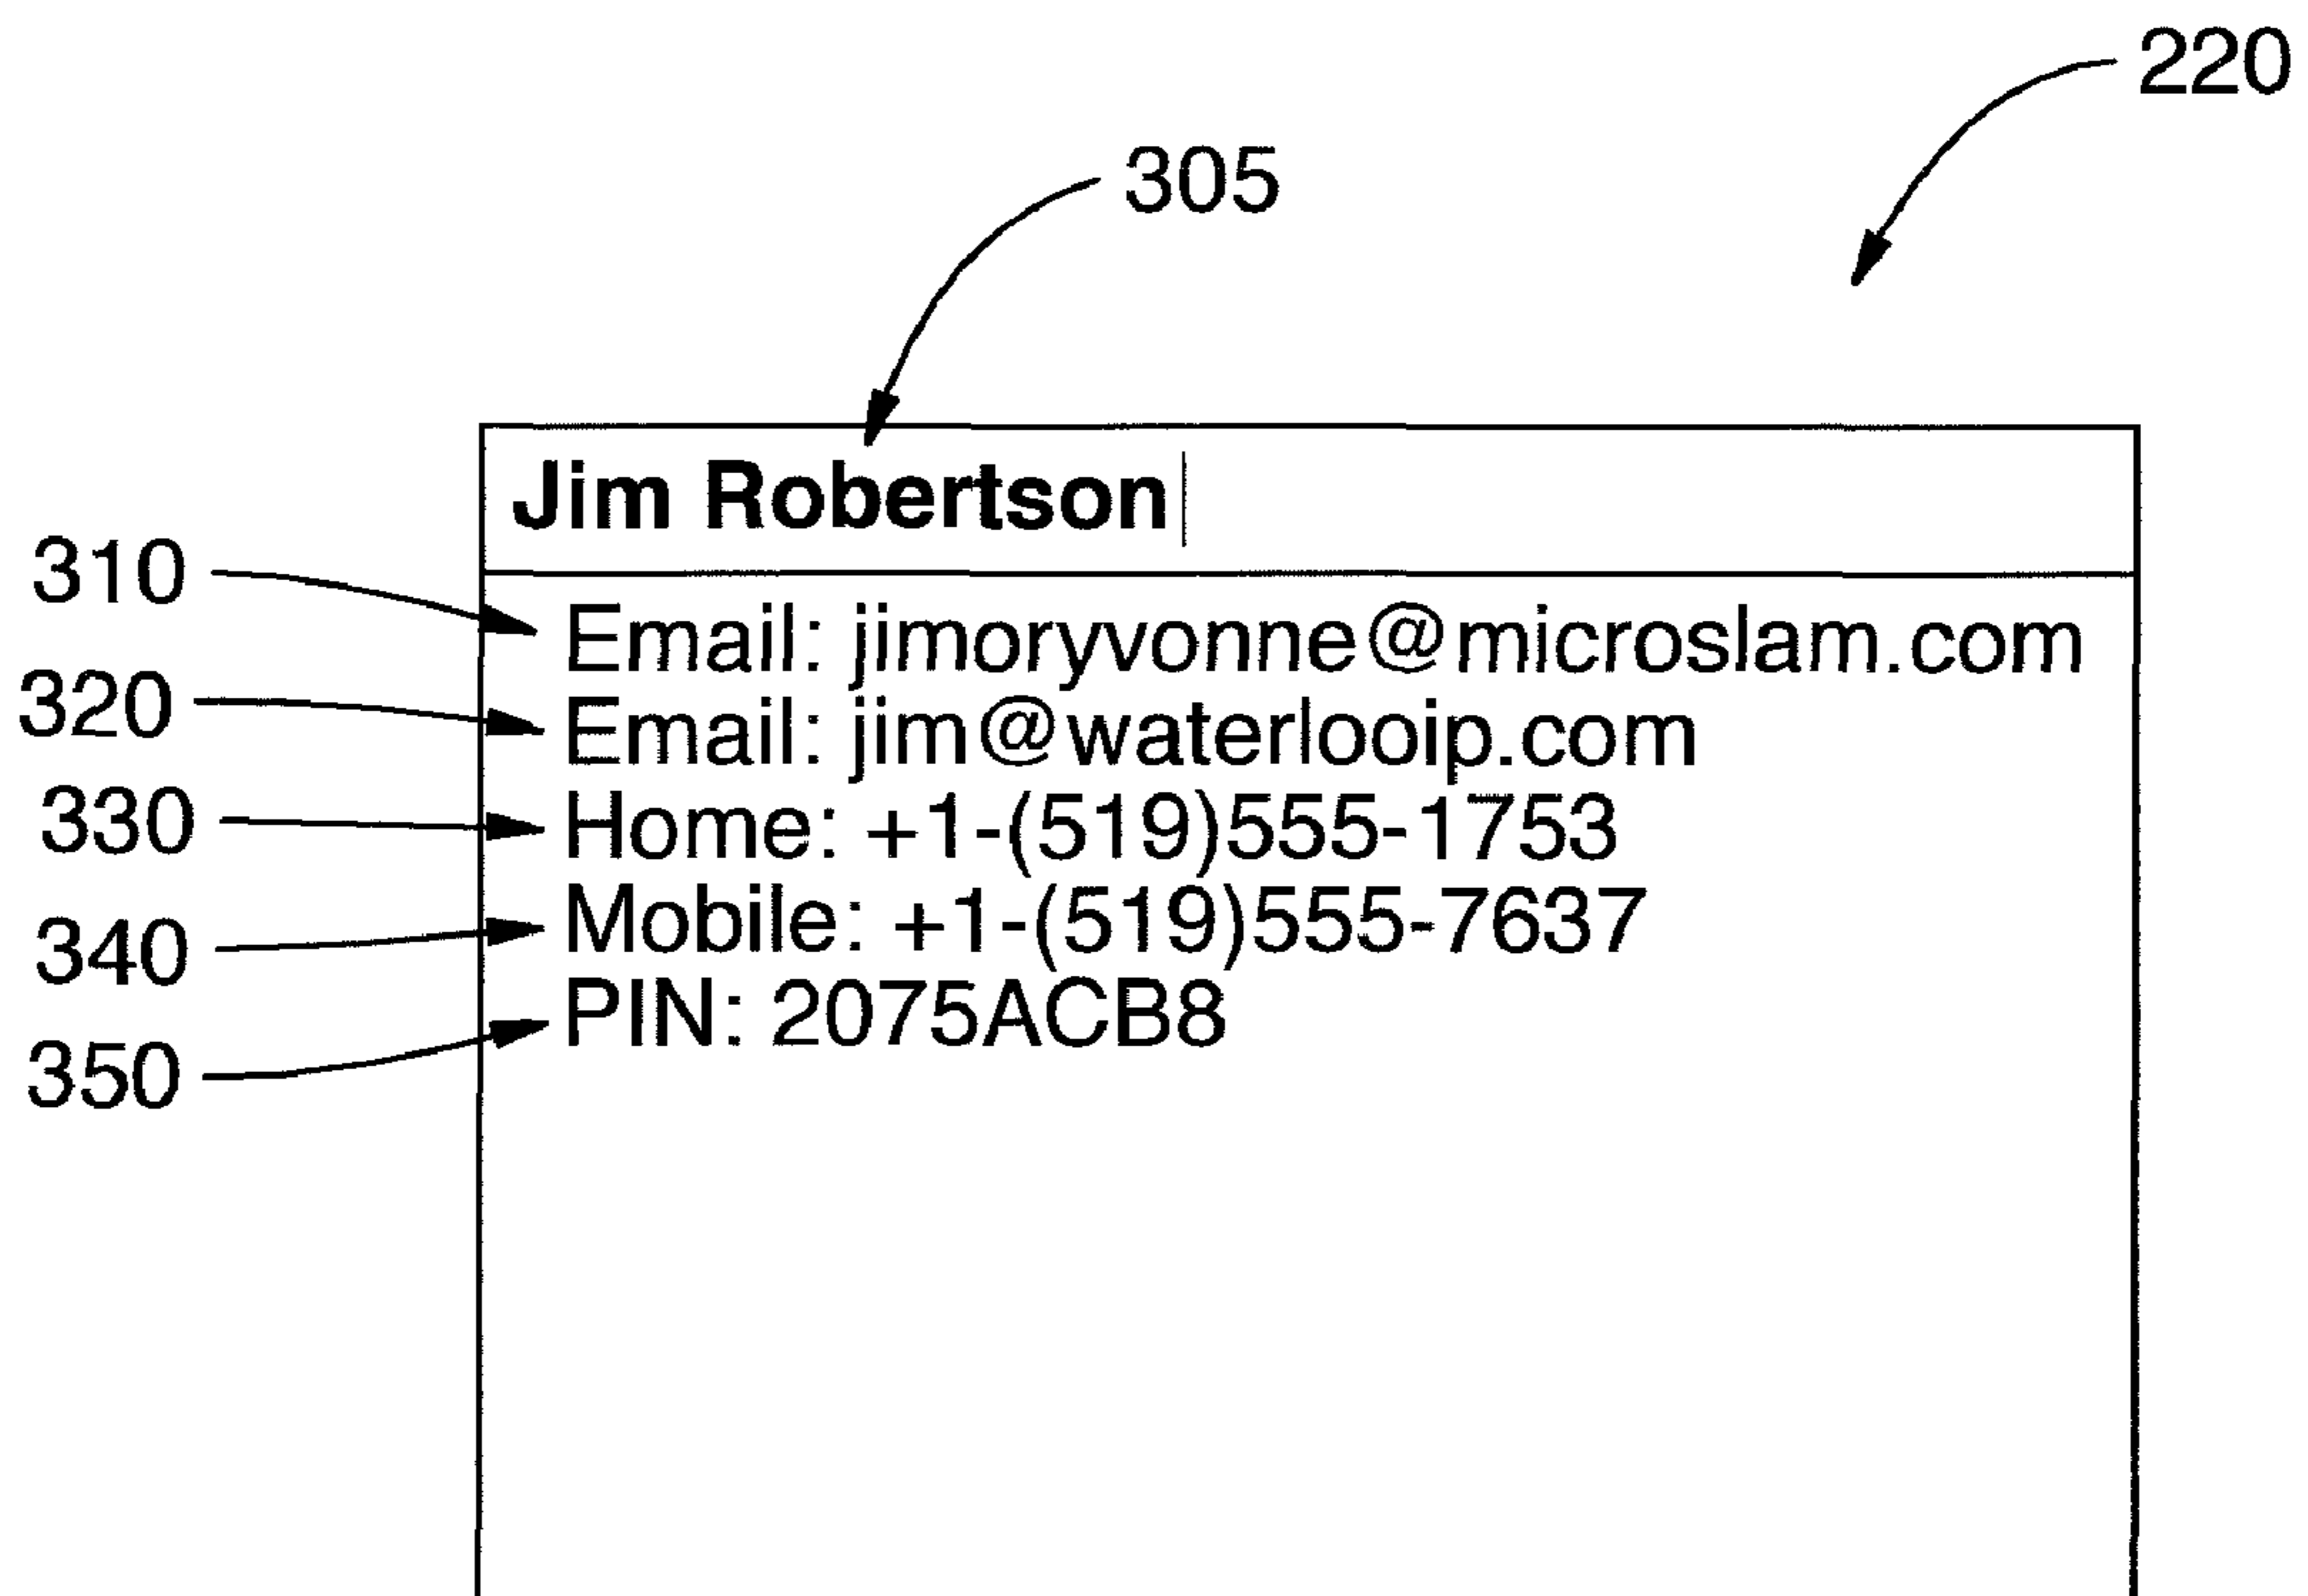 220
305
Jim Robertson
310
Email: jimoryvonne@microslam.com
320
Email: jim@waterlooip.com
330
Home: +1-(519)555-1753
340
Mobile: +1-(519)555-7637
350
PIN: 2075ACB8